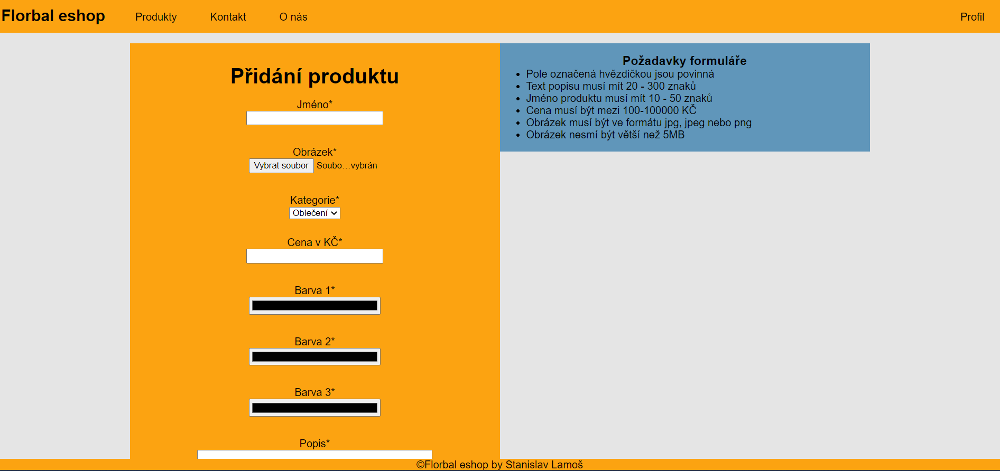 Florbal eshop Produkty Kontakt O nás Profil
Přidání produktu
Jméno*
Obrázek*
Vybrat soubor Soubo…vybrán
Kategorie*
Oblečení
Cena v KČ*
Barva 1*
Barva 2*
Barva 3*
Popis*
Požadavky formuláře
• Pole označená hvězdičkou jsou povinná
• Text popisu musí mít 20 - 300 znaků
• Jméno produktu musí mít 10 - 50 znaků
• Cena musí být mezi 100-100000 KČ
• Obrázek musí být ve formátu jpg, jpeg nebo png
• Obrázek nesmí být větší než 5MB
©Florbal eshop by Stanislav Lamoš